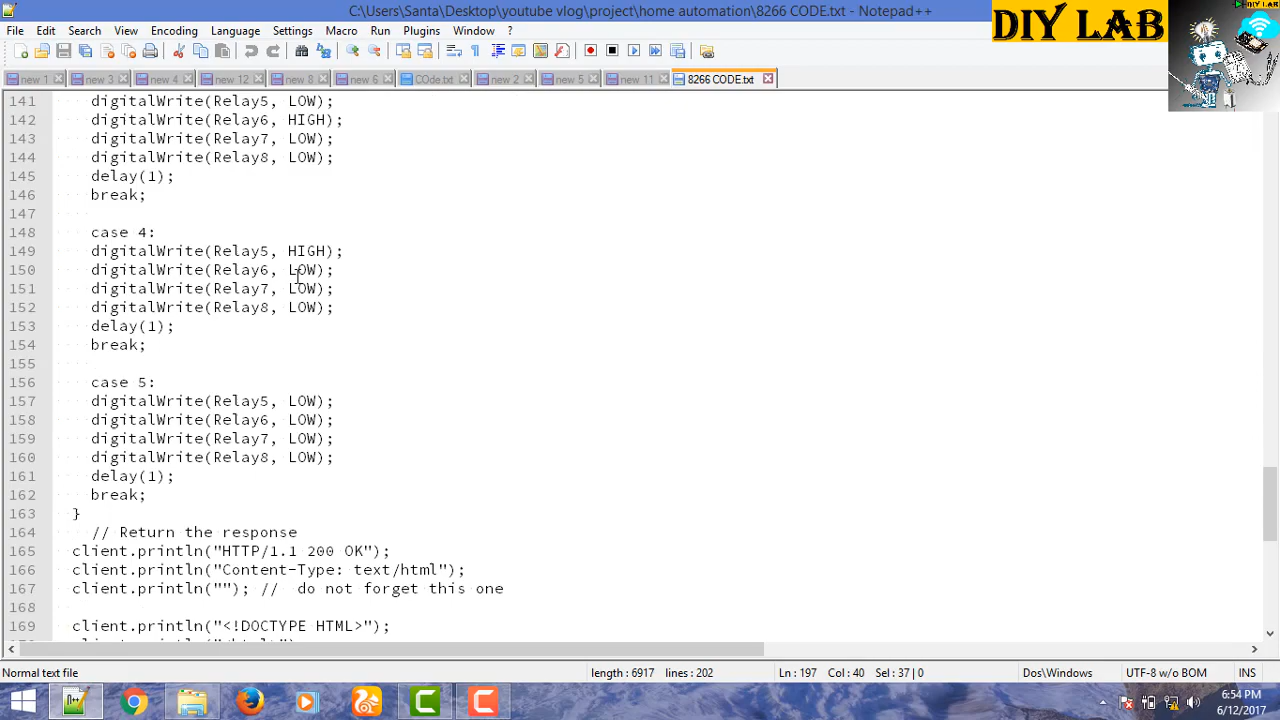 C:\Users\Santa\Desktop\youtube vlog\project\home automation\8266 CODE.txt - Notepad++
DIY LAB
File Edit Search View Encoding Language Settings Macro Run Plugins Window ?
new 1 new 3 new 4 new 12 new 8 new 6 COde.txt new 2 new 5 new 11 8266 CODE.txt
141 digitalWrite(Relay5, LOW);
142 digitalWrite(Relay6, HIGH);
143 digitalWrite(Relay7, LOW);
144 digitalWrite(Relay8, LOW);
145 delay(1);
146 break;
147
148 case 4:
149 digitalWrite(Relay5, HIGH);
150 digitalWrite(Relay6, LOW);
151 digitalWrite(Relay7, LOW);
152 digitalWrite(Relay8, LOW);
153 delay(1);
154 break;
155
156 case 5:
157 digitalWrite(Relay5, LOW);
158 digitalWrite(Relay6, LOW);
159 digitalWrite(Relay7, LOW);
160 digitalWrite(Relay8, LOW);
161 delay(1);
162 break;
163 }
164 // Return the response
165 client.println("HTTP/1.1 200 OK");
166 client.println("Content-Type: text/html");
167 client.println(""); // do not forget this one
168
169 client.println("<!DOCTYPE HTML>");
Normal text file length : 6917 lines : 202 Ln : 197 Col : 40 Sel : 37 | 0 Dos\Windows UTF-8 w/o BOM INS
6:54 PM
6/12/2017